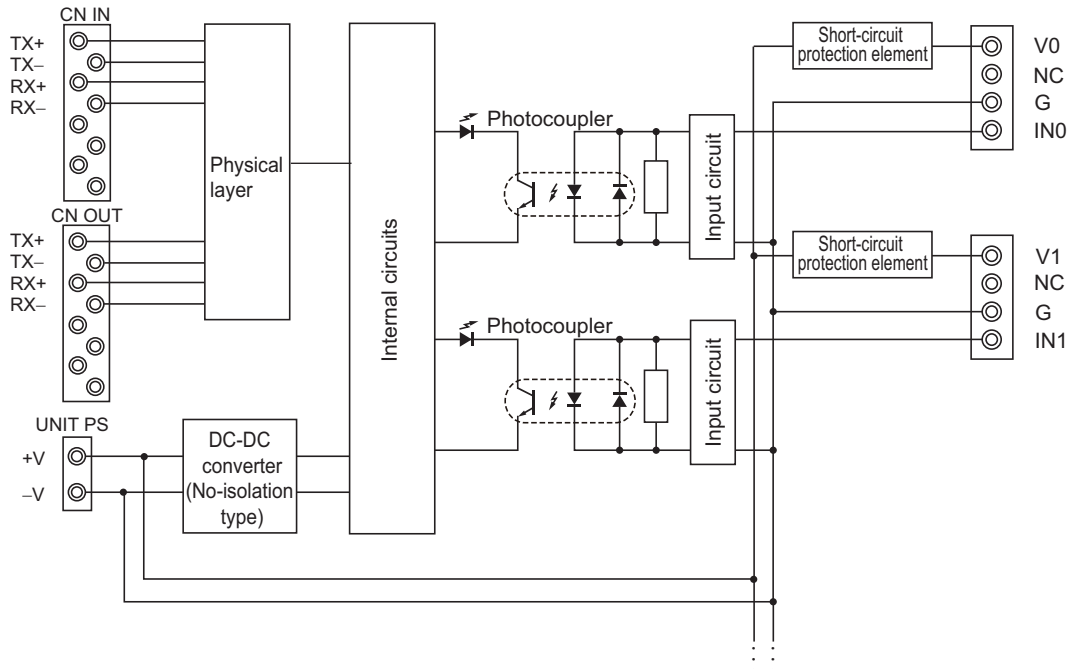 CN IN
TX+
TX−
RX+
RX−
CN OUT
TX+
TX−
RX+
RX−
UNIT PS
+V
−V
Physical
layer
DC-DC
converter
(No-isolation
type)
Internal circuits
Photocoupler
Input circuit
Photocoupler
Input circuit
Short-circuit
protection element
V0
NC
G
IN0
Short-circuit
protection element
V1
NC
G
IN1